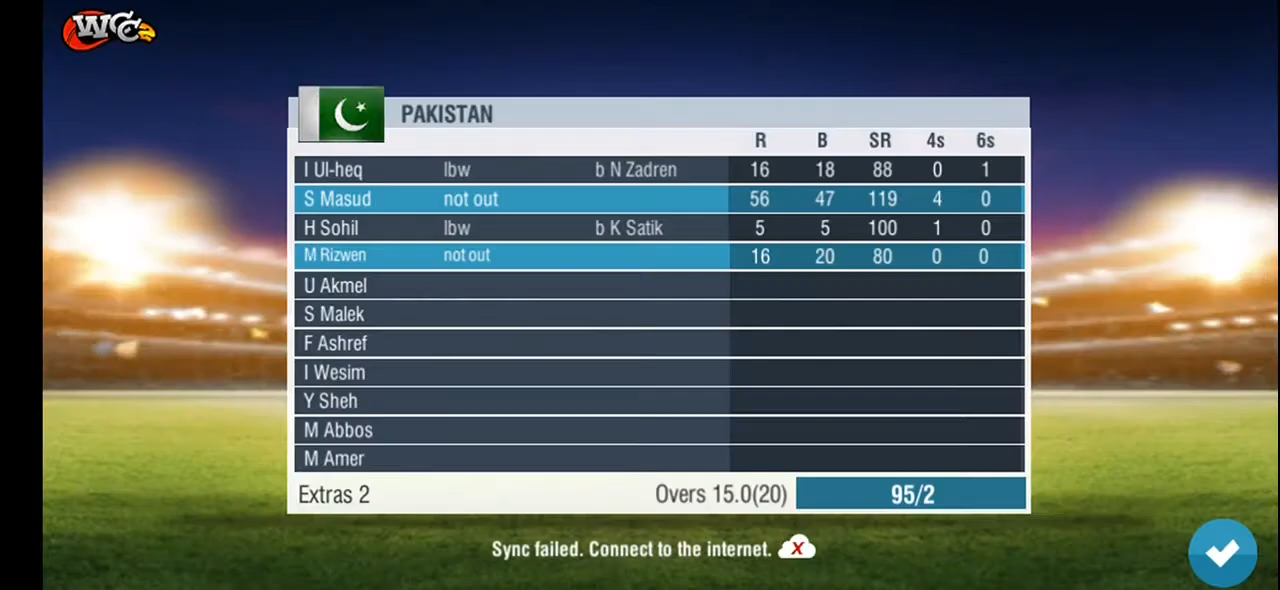 WCC
PAKISTAN
R B SR 4s 6s
I Ul-heq lbw b N Zadren 16 18 88 0 1
S Masud not out 56 47 119 4 0
H Sohil lbw b K Satik 5 5 100 1 0
M Rizwen not out 16 20 80 0 0
U Akmel
S Malek
F Ashref
I Wesim
Y Sheh
M Abbos
M Amer
Extras 2 Overs 15.0(20) 95/2
Sync failed. Connect to the internet. X